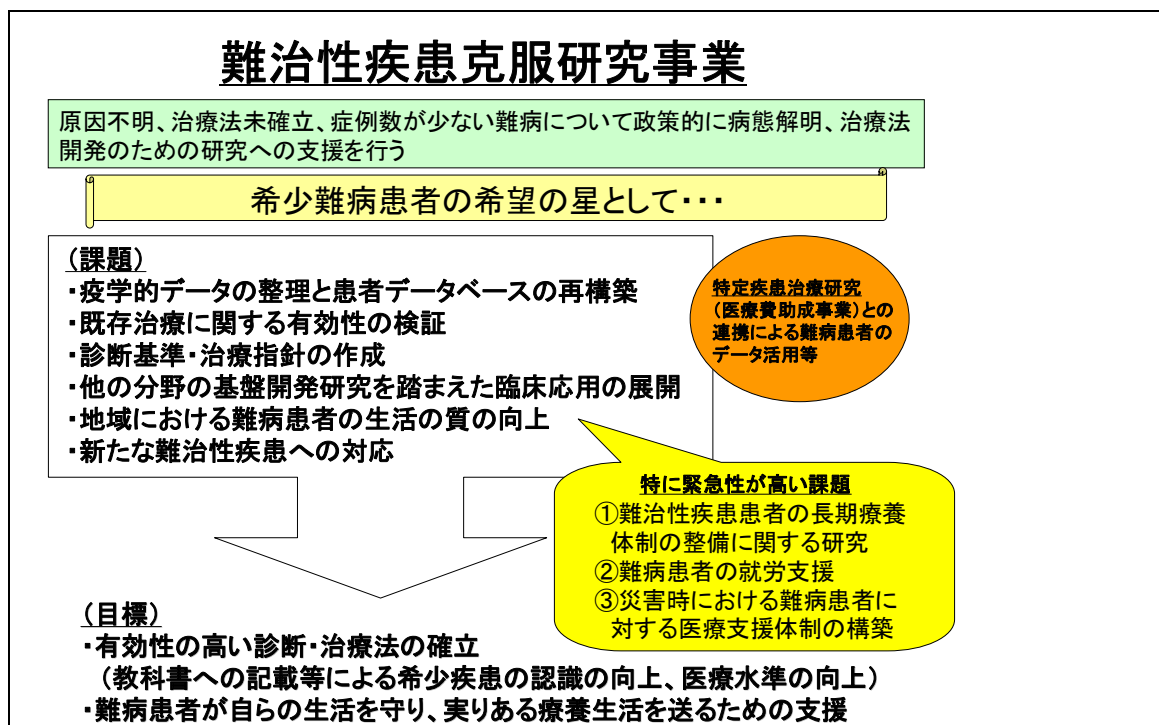 難治性疾患克服研究事業
原因不明、治療法未確立、症例数が少ない難病について政策的に病態解明、治療法
開発のための研究への支援を行う
希少難病患者の希望の星として・・・
（課題）
・疫学的データの整理と患者データベースの再構築
・既存治療に関する有効性の検証
・診断基準・治療指針の作成
・他の分野の基盤開発研究を踏まえた臨床応用の展開
・地域における難病患者の生活の質の向上
・新たな難治性疾患への対応
特定疾患治療研究
（医療費助成事業）との
連携による難病患者の
データ活用等
特に緊急性が高い課題
①難治性疾患患者の長期療養
体制の整備に関する研究
②難病患者の就労支援
③災害時における難病患者に
対する医療支援体制の構築
（目標）
・有効性の高い診断・治療法の確立
（教科書への記載等による希少疾患の認識の向上、医療水準の向上）
・難病患者が自らの生活を守り、実りある療養生活を送るための支援